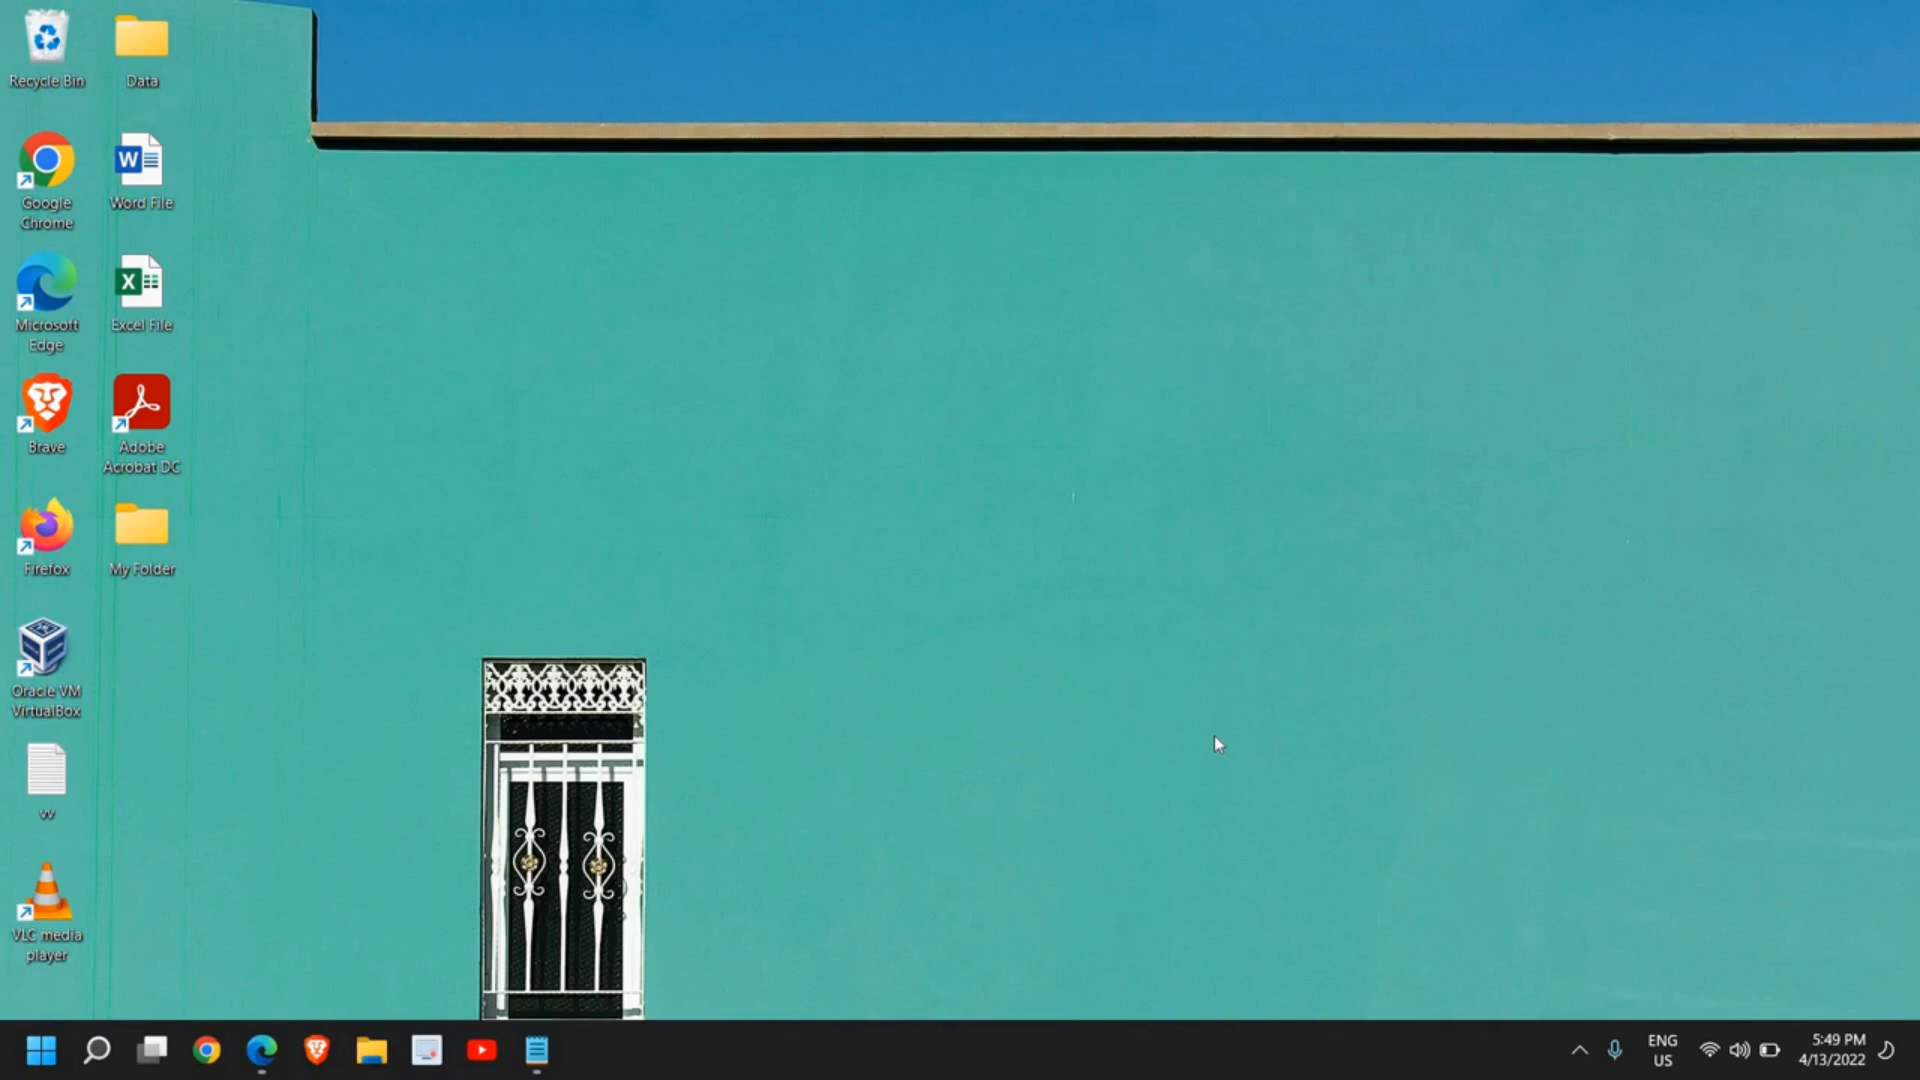 Recycle Bin
Data
Google
Chrome
Word File
Microsoft
Edge
Excel File
Brave
Adobe
Acrobat DC
Firefox
My Folder
Oracle VM
VirtualBox
vv
VLC media
player
ENG
US
5:49 PM
4/13/2022